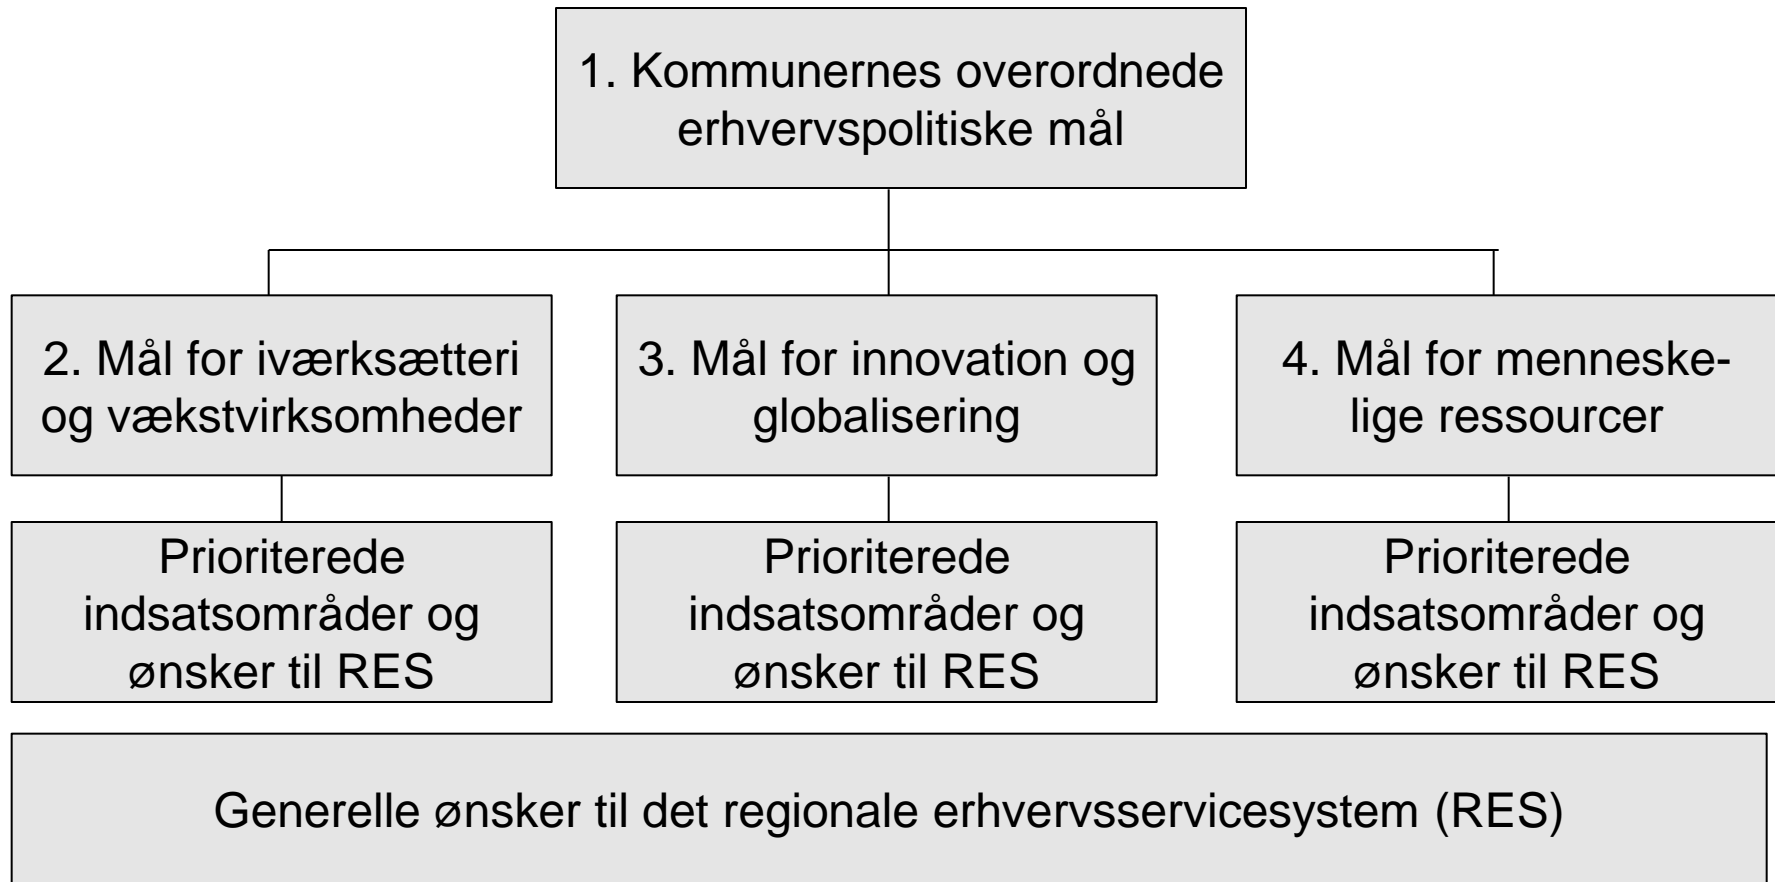 1. Kommunernes overordnede
erhvervspolitiske mål
2. Mål for iværksætteri
og vækstvirksomheder
3. Mål for innovation og
globalisering
4. Mål for menneske-
lige ressourcer
Prioriterede
indsatsområder og
ønsker til RES
Prioriterede
indsatsområder og
ønsker til RES
Prioriterede
indsatsområder og
ønsker til RES
Generelle ønsker til det regionale erhvervsservicesystem (RES)